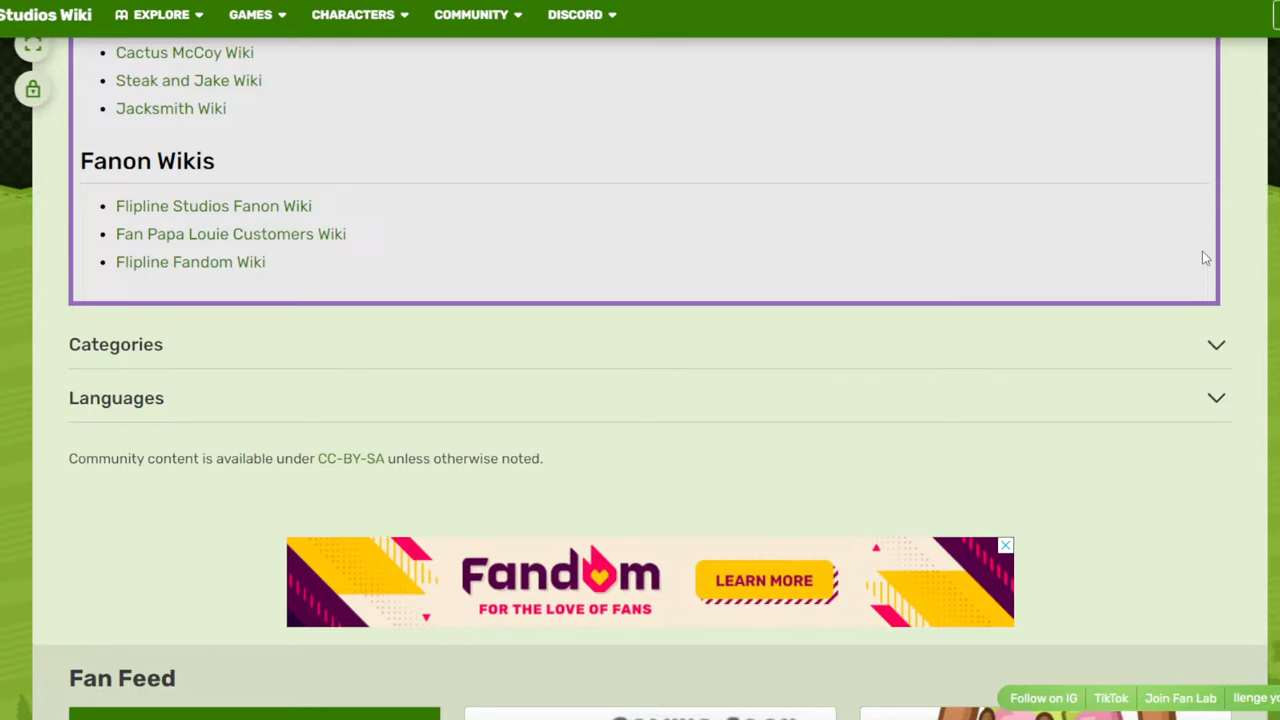 Studios Wiki EXPLORE GAMES CHARACTERS COMMUNITY DISCORD
Cactus McCoy Wiki
Steak and Jake Wiki
Jacksmith Wiki
Fanon Wikis
Flipline Studios Fanon Wiki
Fan Papa Louie Customers Wiki
Flipline Fandom Wiki
Categories
Languages
Community content is available under CC-BY-SA unless otherwise noted.
Fandom
FOR THE LOVE OF FANS
LEARN MORE
Fan Feed
Follow on IG TikTok Join Fan Lab